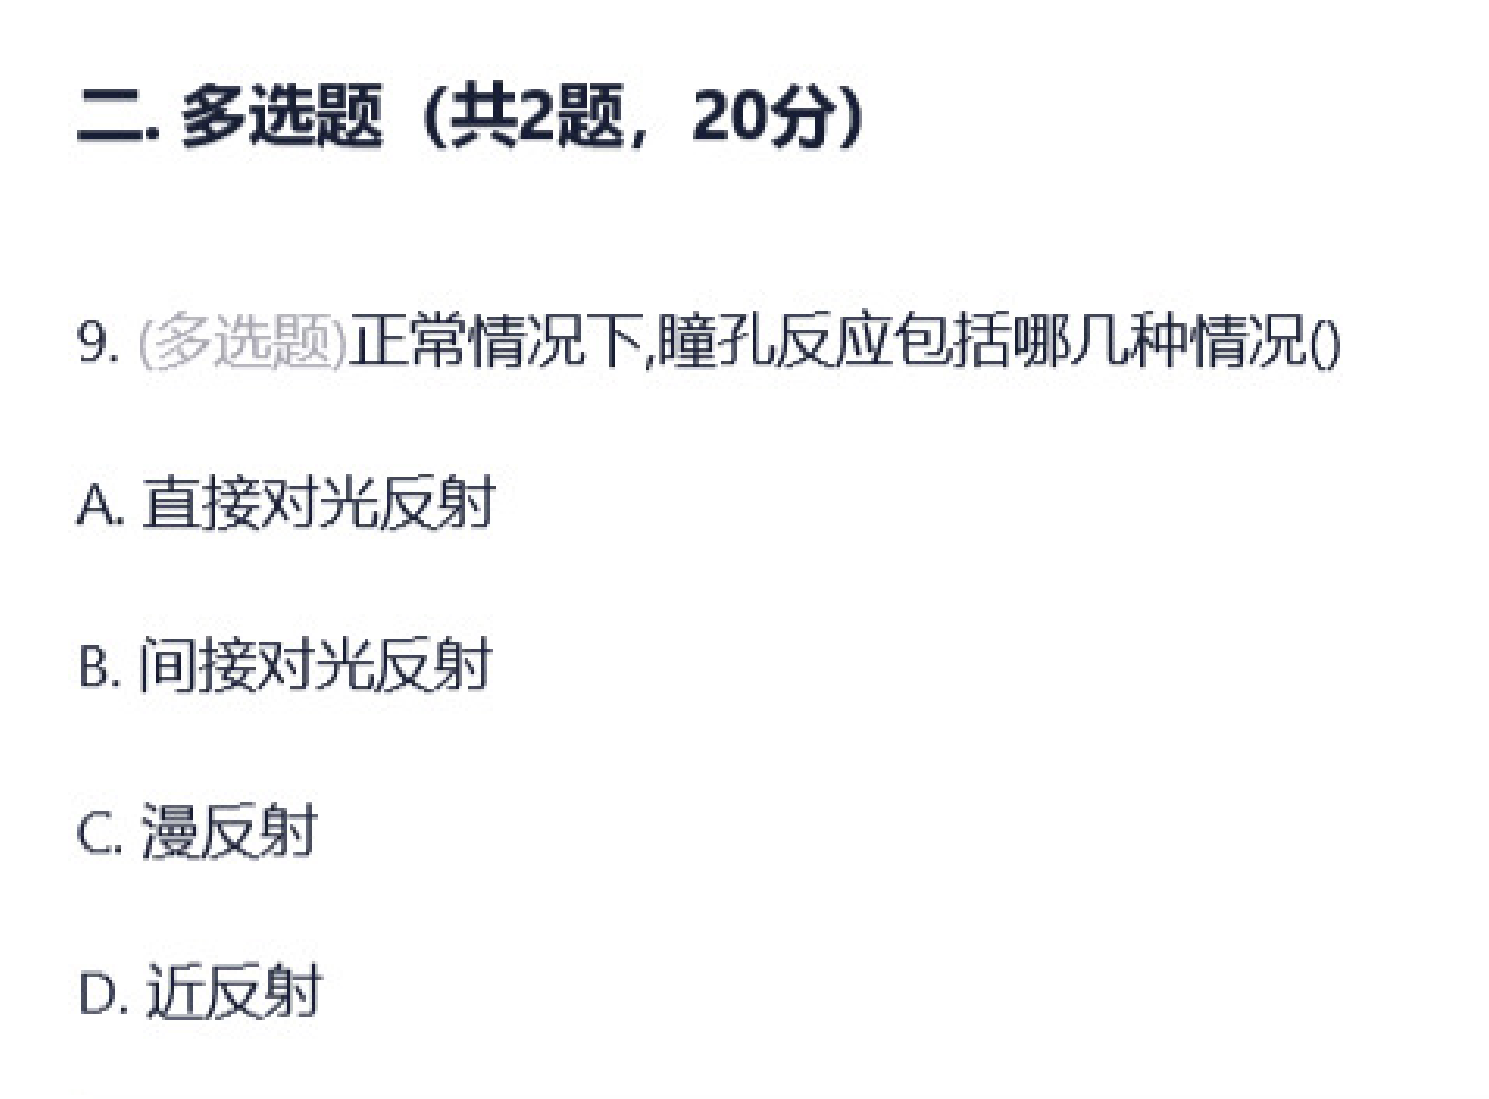 二. 多选题（共2题，20分）
9. (多选题)正常情况下,瞳孔反应包括哪几种情况()
A. 直接对光反射
B. 间接对光反射
C. 漫反射
D. 近反射